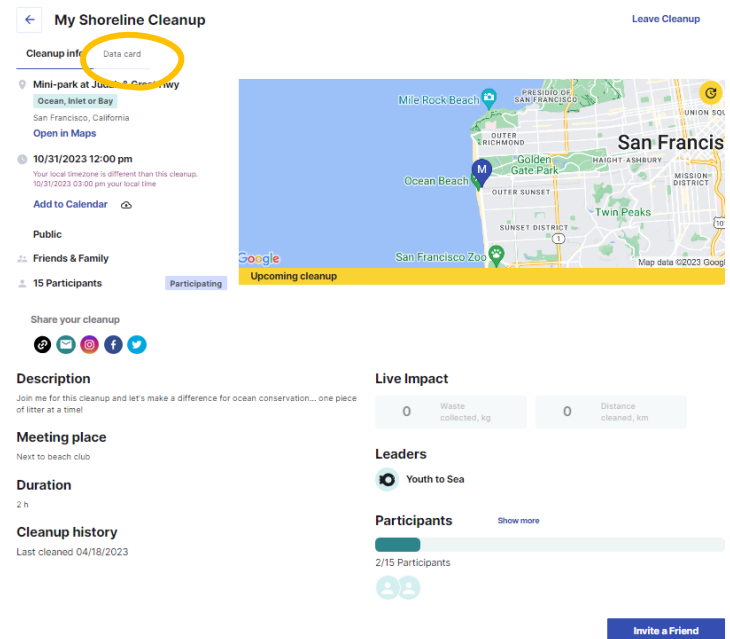 My Shoreline Cleanup
Leave Cleanup
Cleanup info
Data card
Mini-park at Judah & Great Hwy
Ocean, Inlet or Bay
San Francisco, California
Open in Maps
10/31/2023 12:00 pm
Your local timezone is different than this cleanup.
10/31/2023 03:00 pm your local time
Add to Calendar
Public
Friends & Family
15 Participants
Participating
Mile Rock Beach
PRESIDIO OF
SAN FRANCISCO
UNION SQU
OUTER
RICHMOND
San Francis
Golden
Gate Park
HAIGHT-ASHBURY
MISSION
DISTRICT
M
Ocean Beach
OUTER SUNSET
Twin Peaks
SUNSET DISTRICT
1
101
San Francisco Zoo
Google
Map data ©2023 Googl
Upcoming cleanup
Share your cleanup
Description
Join me for this cleanup and let's make a difference for ocean conservation... one piece
of litter at a time!
Meeting place
Next to beach club
Duration
2 h
Cleanup history
Last cleaned 04/18/2023
Live Impact
0
Waste
collected, kg
0
Distance
cleaned, km
Leaders
Youth to Sea
Participants
Show more
2/15 Participants
Invite a Friend